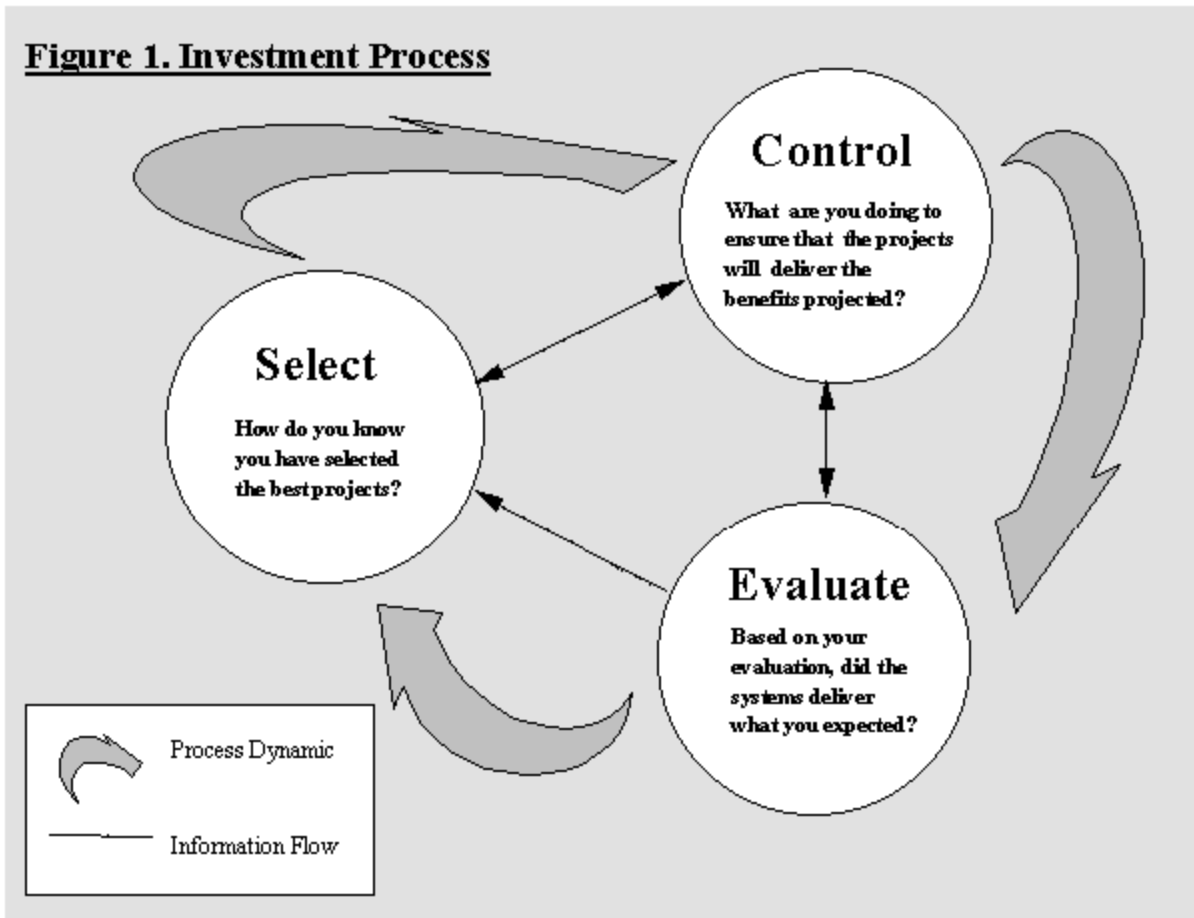 Figure 1. Investment Process
Control
What are you doing to
ensure that the projects
will deliver the
benefits projected?
Select
How do you know
you have selected
the best projects?
Evaluate
Based on your
evaluation, did the
systems deliver
what you expected?
Process Dynamic
Information Flow